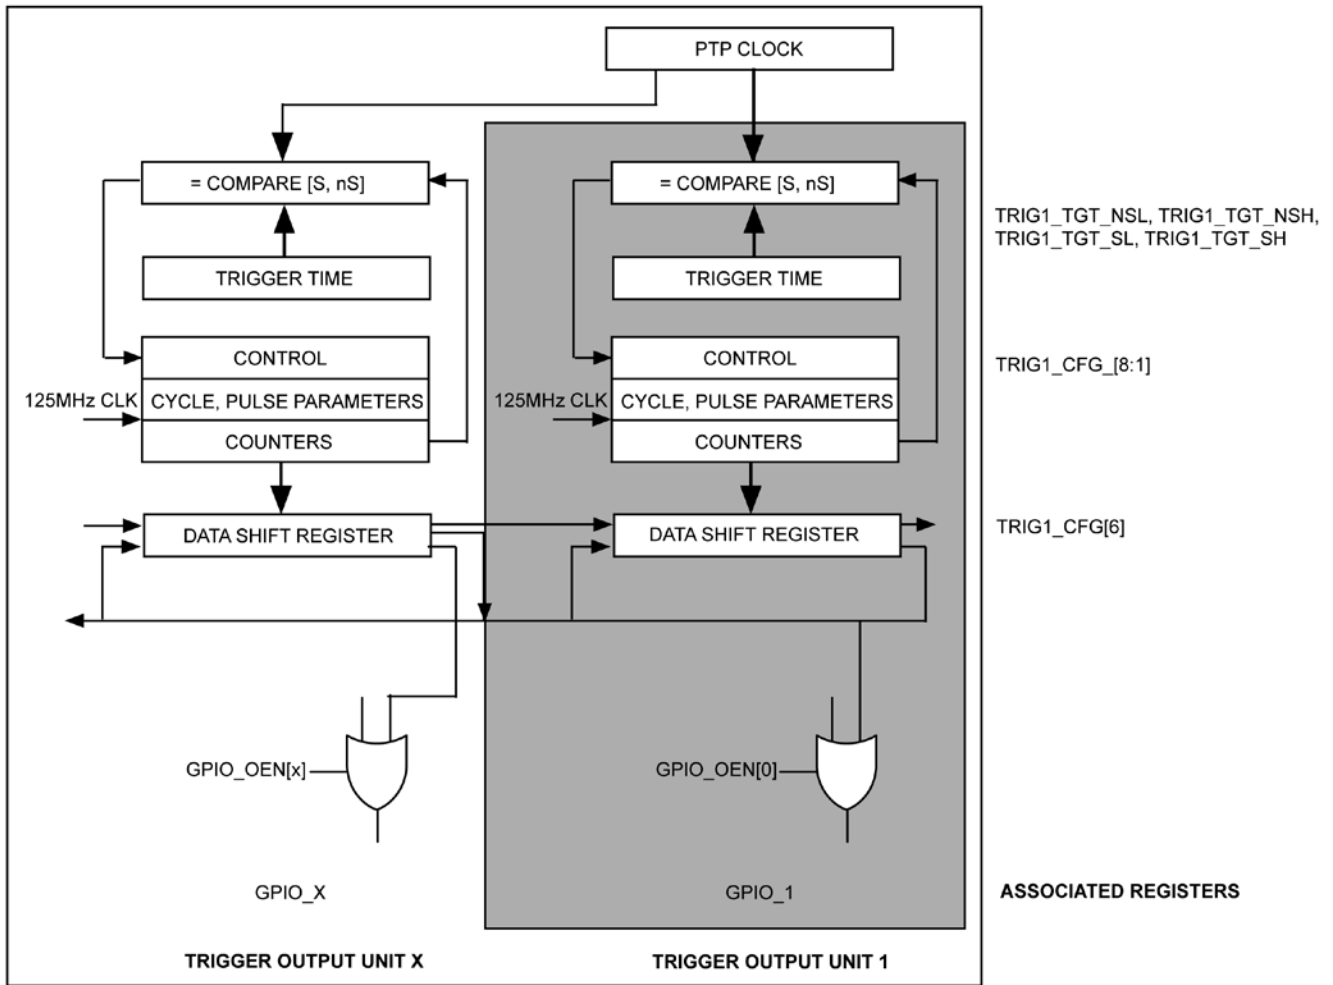 PTP CLOCK
= COMPARE [S, nS]
= COMPARE [S, nS]
TRIG1_TGT_NSL, TRIG1_TGT_NSH,
TRIG1_TGT_SL, TRIG1_TGT_SH
TRIGGER TIME
TRIGGER TIME
CONTROL
CONTROL
TRIG1_CFG_[8:1]
125MHz CLK
CYCLE, PULSE PARAMETERS
125MHz CLK
CYCLE, PULSE PARAMETERS
COUNTERS
COUNTERS
DATA SHIFT REGISTER
DATA SHIFT REGISTER
TRIG1_CFG[6]
GPIO_OEN[x]
GPIO_OEN[0]
GPIO_X
GPIO_1
ASSOCIATED REGISTERS
TRIGGER OUTPUT UNIT X
TRIGGER OUTPUT UNIT 1